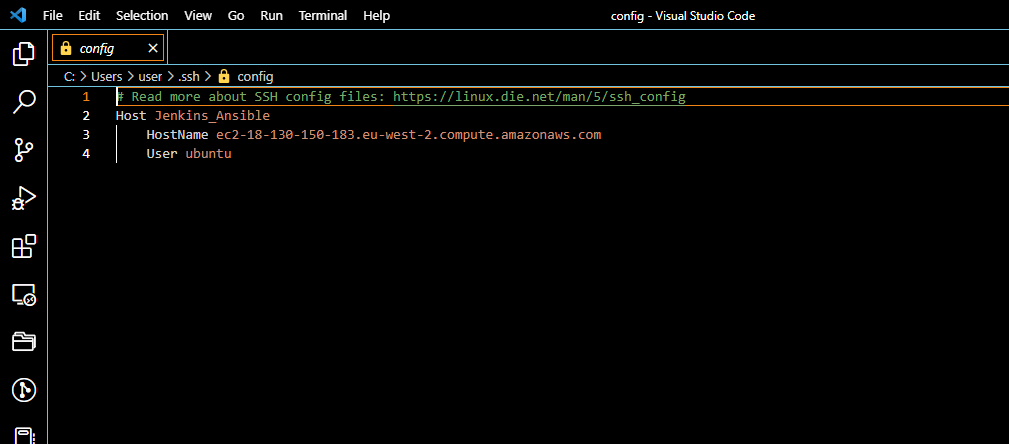 File Edit Selection View Go Run Terminal Help config - Visual Studio Code
config
C: > Users > user > .ssh > config
1 # Read more about SSH config files: https://linux.die.net/man/5/ssh_config
2 Host Jenkins_Ansible
3 HostName ec2-18-130-150-183.eu-west-2.compute.amazonaws.com
4 User ubuntu